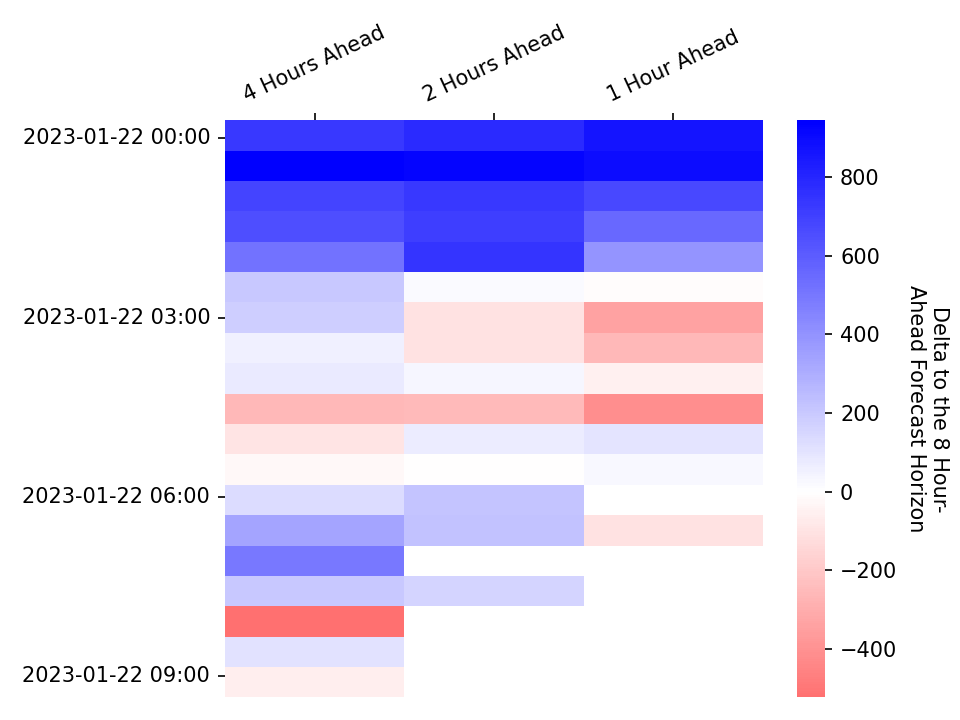 4 Hours Ahead
2 Hours Ahead
1 Hour Ahead
2023-01-22 00:00
2023-01-22 03:00
2023-01-22 06:00
2023-01-22 09:00
800
600
400
200
0
−200
−400
Delta to the 8 Hour-
Ahead Forecast Horizon